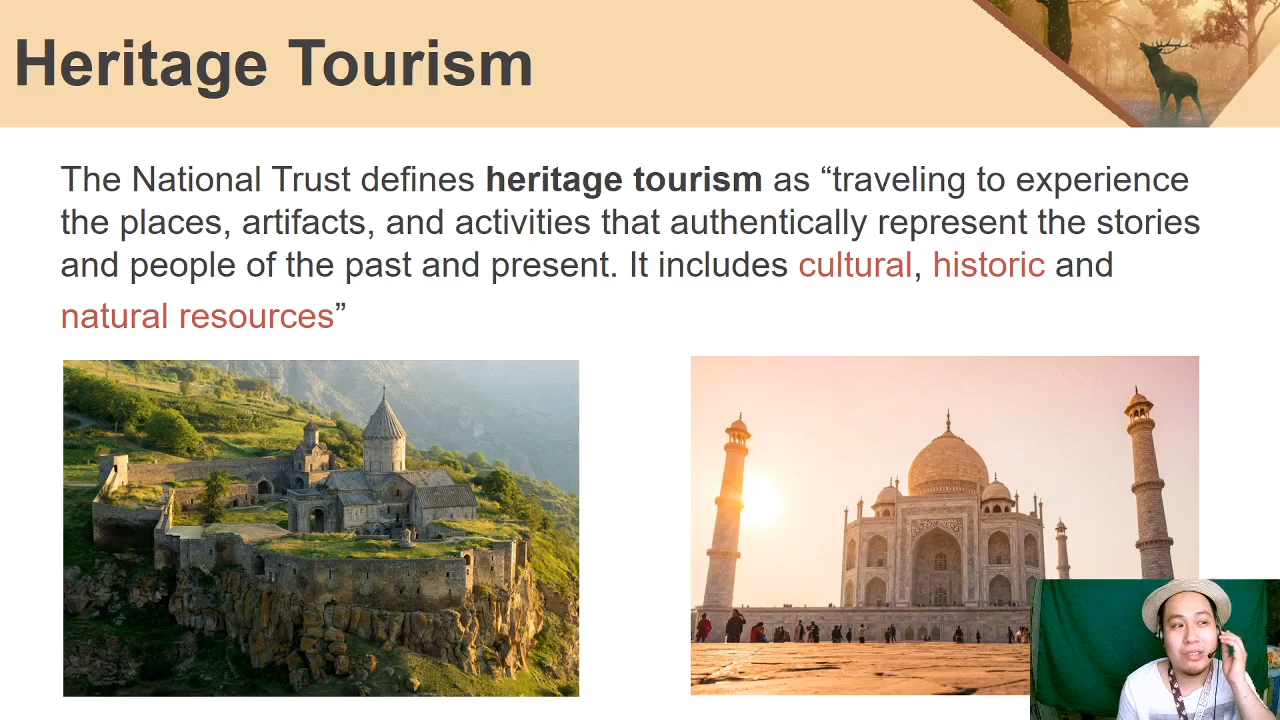 Heritage Tourism
The National Trust defines heritage tourism as “traveling to experience
the places, artifacts, and activities that authentically represent the stories
and people of the past and present. It includes cultural, historic and
natural resources”